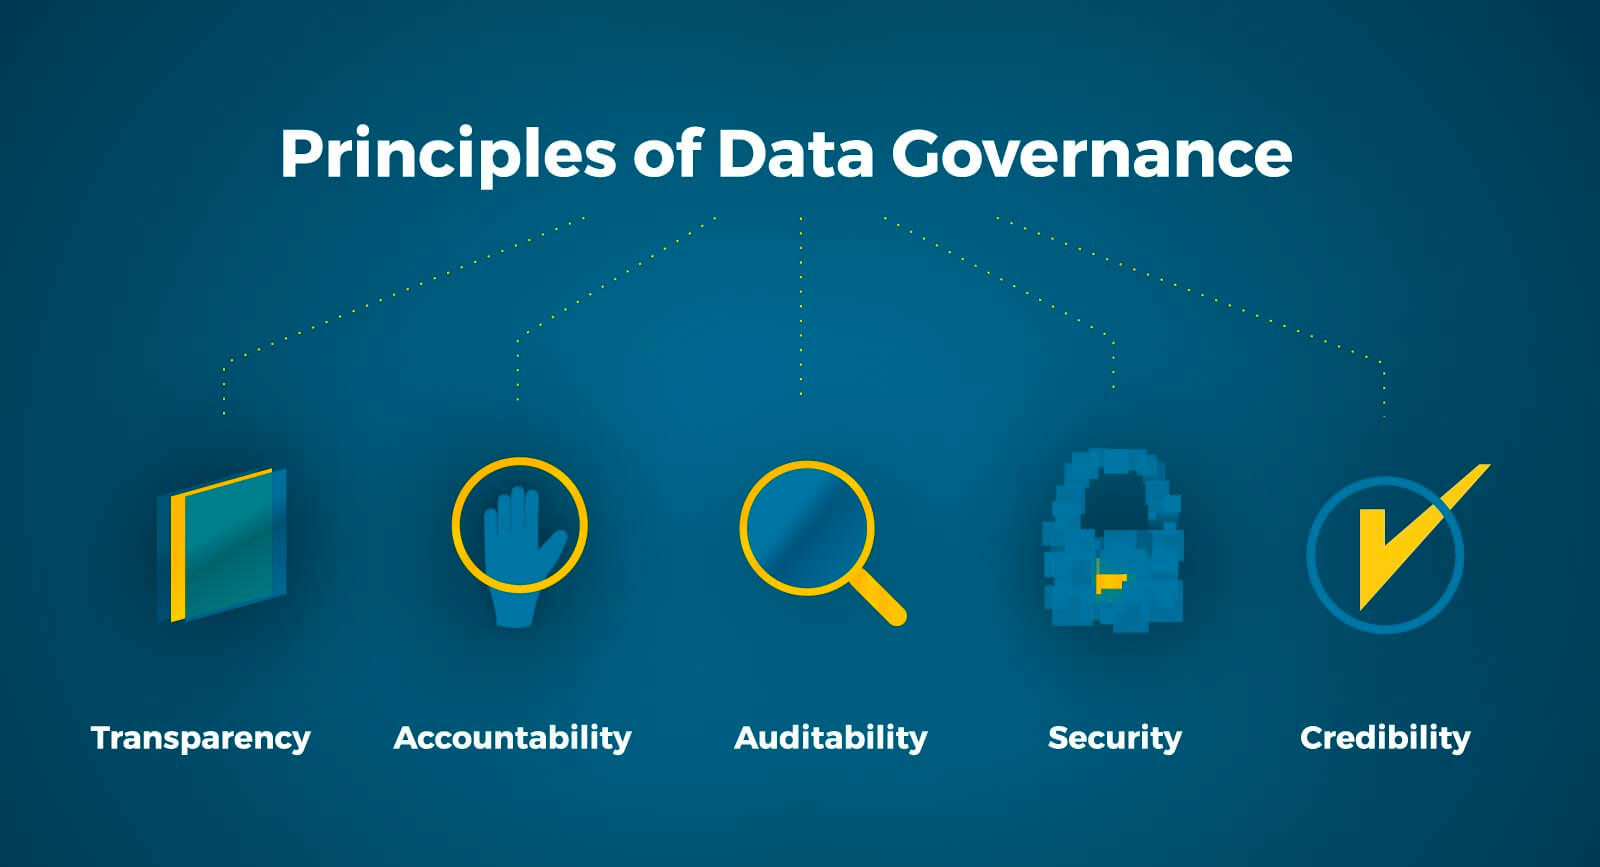 Principles of Data Governance
Transparency
Accountability
Auditability
Security
Credibility